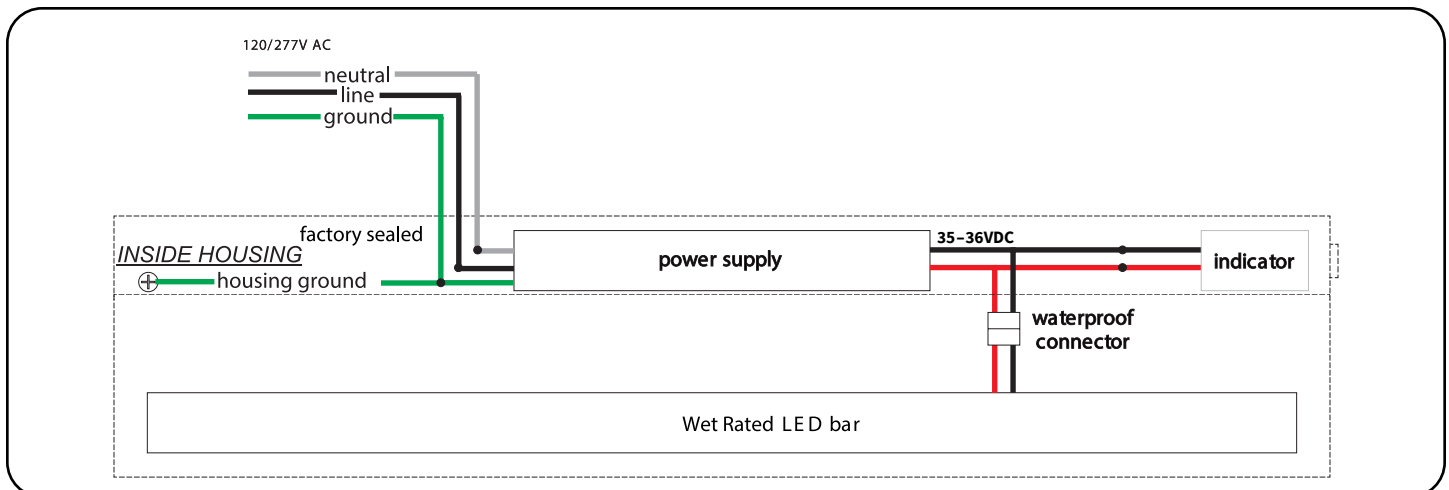 120/277V AC
neutral
line
ground
factory sealed
INSIDE HOUSING
housing ground
power supply
35–36VDC
indicator
waterproof
connector
Wet Rated LED bar